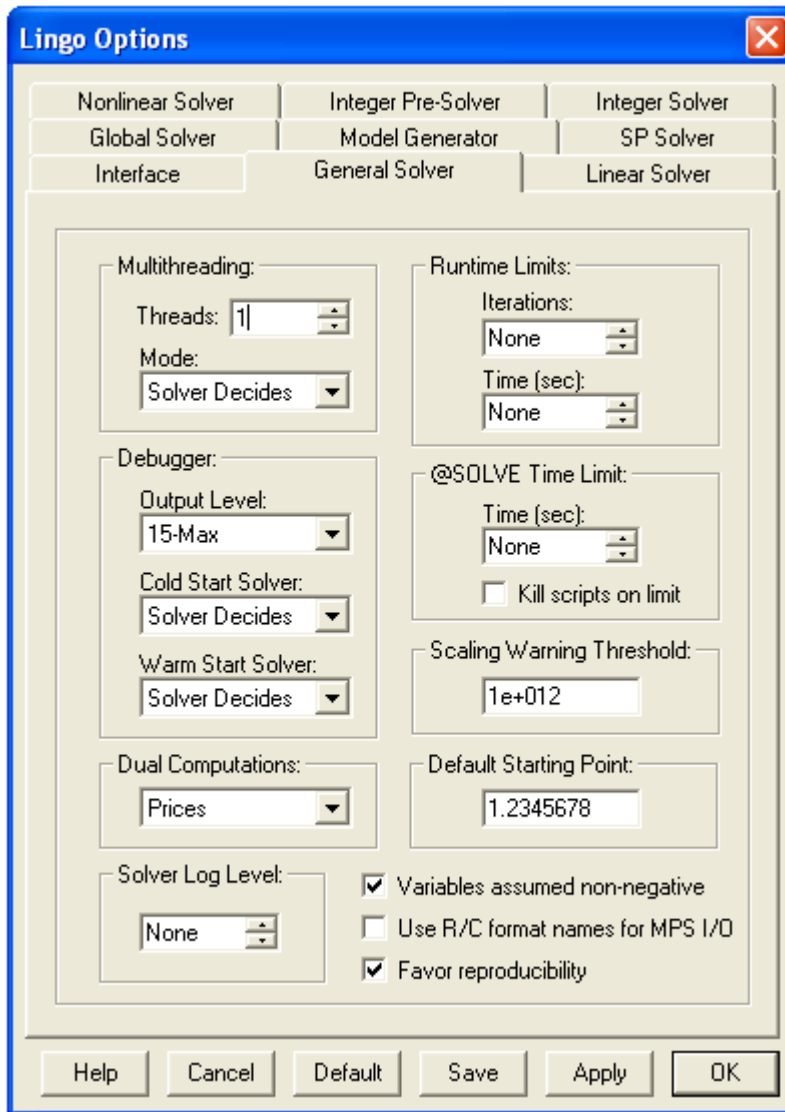 Lingo Options
Nonlinear Solver
Integer Pre-Solver
Integer Solver
Global Solver
Model Generator
SP Solver
Interface
General Solver
Linear Solver
Multithreading:
Threads: 1
Mode:
Solver Decides
Debugger:
Output Level:
15-Max
Cold Start Solver:
Solver Decides
Warm Start Solver:
Solver Decides
Dual Computations:
Prices
Solver Log Level:
None
Runtime Limits:
Iterations:
None
Time (sec):
None
@SOLVE Time Limit:
Time (sec):
None
Kill scripts on limit
Scaling Warning Threshold:
1e+012
Default Starting Point:
1.2345678
Variables assumed non-negative
Use R/C format names for MPS I/O
Favor reproducibility
Help
Cancel
Default
Save
Apply
OK